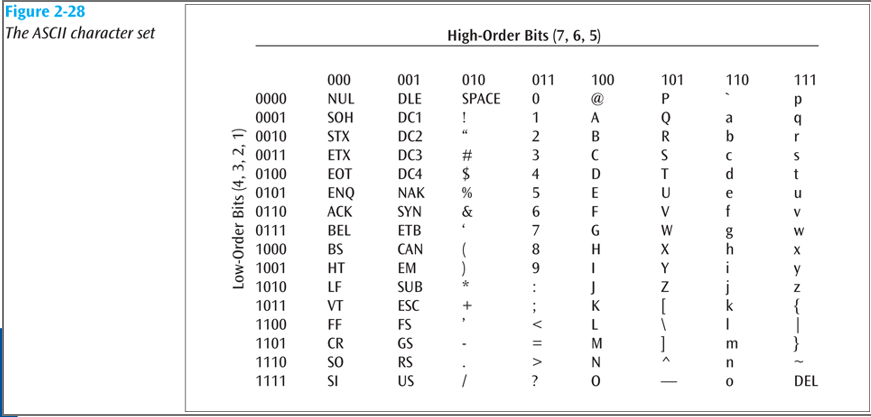 Figure 2-28
The ASCII character set
High-Order Bits (7, 6, 5)
Low-Order Bits (4, 3, 2, 1)
000 001 010 011 100 101 110 111
0000 NUL DLE SPACE 0 @ P ` p
0001 SOH DC1 ! 1 A Q a q
0010 STX DC2 “ 2 B R b r
0011 ETX DC3 # 3 C S c s
0100 EOT DC4 $ 4 D T d t
0101 ENQ NAK % 5 E U e u
0110 ACK SYN & 6 F V f v
0111 BEL ETB ‘ 7 G W g w
1000 BS CAN ( 8 H X h x
1001 HT EM ) 9 I Y i y
1010 LF SUB * : J Z j z
1011 VT ESC + ; K [ k {
1100 FF FS ’ < L \ l |
1101 CR GS - = M ] m }
1110 SO RS . > N ^ n ~
1111 SI US / ? O — o DEL